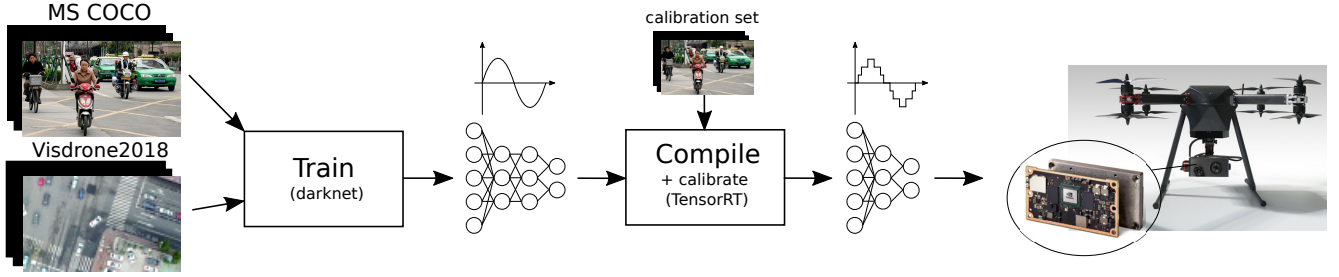 MS COCO
Visdrone2018
Train
(darknet)
calibration set
Compile
+ calibrate
(TensorRT)